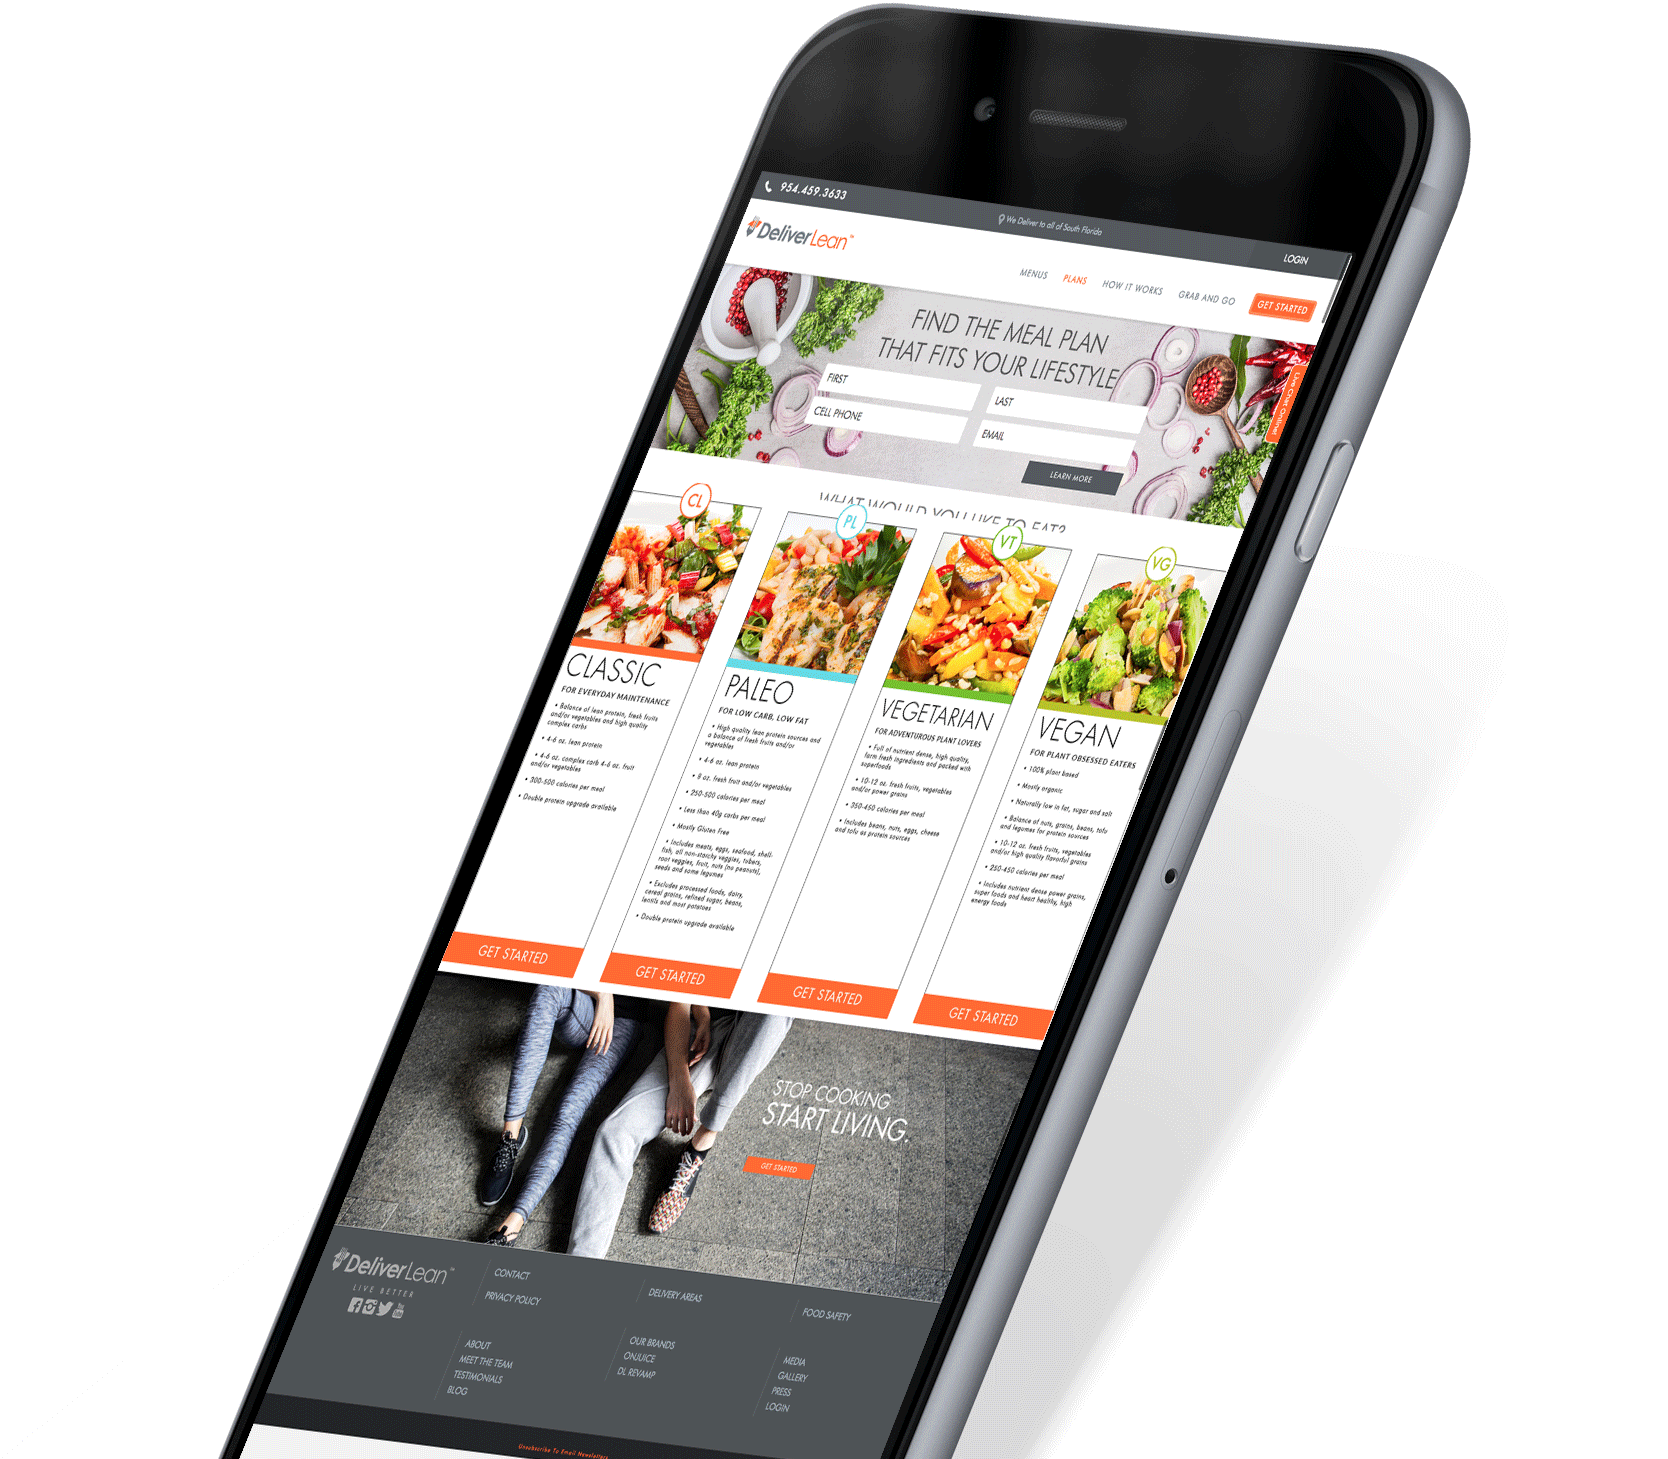 954.459.3633
We Deliver to all of South Florida
LOGIN
DeliverLean™
MENUS
PLANS
HOW IT WORKS
GRAB AND GO
GET STARTED
FIND THE MEAL PLAN
THAT FITS YOUR LIFESTYLE
FIRST
LAST
CELL PHONE
EMAIL
LEARN MORE
Live Chat Online!
WHAT WOULD YOU LIKE TO EAT?
CL
CLASSIC
FOR EVERYDAY MAINTENANCE
• Balance of lean protein, fresh fruits
and/or vegetables and high quality
complex carbs
• 4-6 oz. lean protein
• 4-6 oz. complex carb 4-6 oz. fruit
and/or vegetables
• 300-500 calories per meal
• Double protein upgrade available
GET STARTED
PL
PALEO
FOR LOW CARB, LOW FAT
• High quality lean protein sources and
a balance of fresh fruits and/or
vegetables
• 4-6 oz. lean protein
• 8 oz. fresh fruit and/or vegetables
• 250-500 calories per meal
• Less than 40g carbs per meal
• Mostly Gluten Free
• Includes meats, eggs, seafood, shell-
fish, all non-starchy veggies, tubers,
root veggies, fruit, nuts (no peanuts),
seeds and some legumes
• Excludes processed foods, dairy,
cereal grains, refined sugar, beans,
lentils and most potatoes
• Double protein upgrade available
GET STARTED
VT
VEGETARIAN
FOR ADVENTUROUS PLANT LOVERS
• Full of nutrient dense, high quality,
farm fresh ingredients and packed with
superfoods
• 10-12 oz. fresh fruits, vegetables
and/or power grains
• 350-450 calories per meal
• Includes beans, nuts, eggs, cheese
and tofu as protein sources
GET STARTED
VG
VEGAN
FOR PLANT OBSESSED EATERS
• 100% plant based
• Mostly organic
• Naturally low in fat, sugar and salt
• Balance of nuts, grains, beans, tofu
and legumes for protein sources
• 10-12 oz. fresh fruits, vegetables
and/or high quality flavorful grains
• 250-450 calories per meal
• Includes nutrient dense power grains,
super foods and heart healthy, high
energy foods
GET STARTED
STOP COOKING
START LIVING.
GET STARTED
DeliverLean™
LIVE BETTER
CONTACT
PRIVACY POLICY
DELIVERY AREAS
FOOD SAFETY
ABOUT
MEET THE TEAM
TESTIMONIALS
BLOG
OUR BRANDS
ONJUICE
DL REVAMP
MEDIA
GALLERY
PRESS
LOGIN
Unsubscribe To Email Newsletters